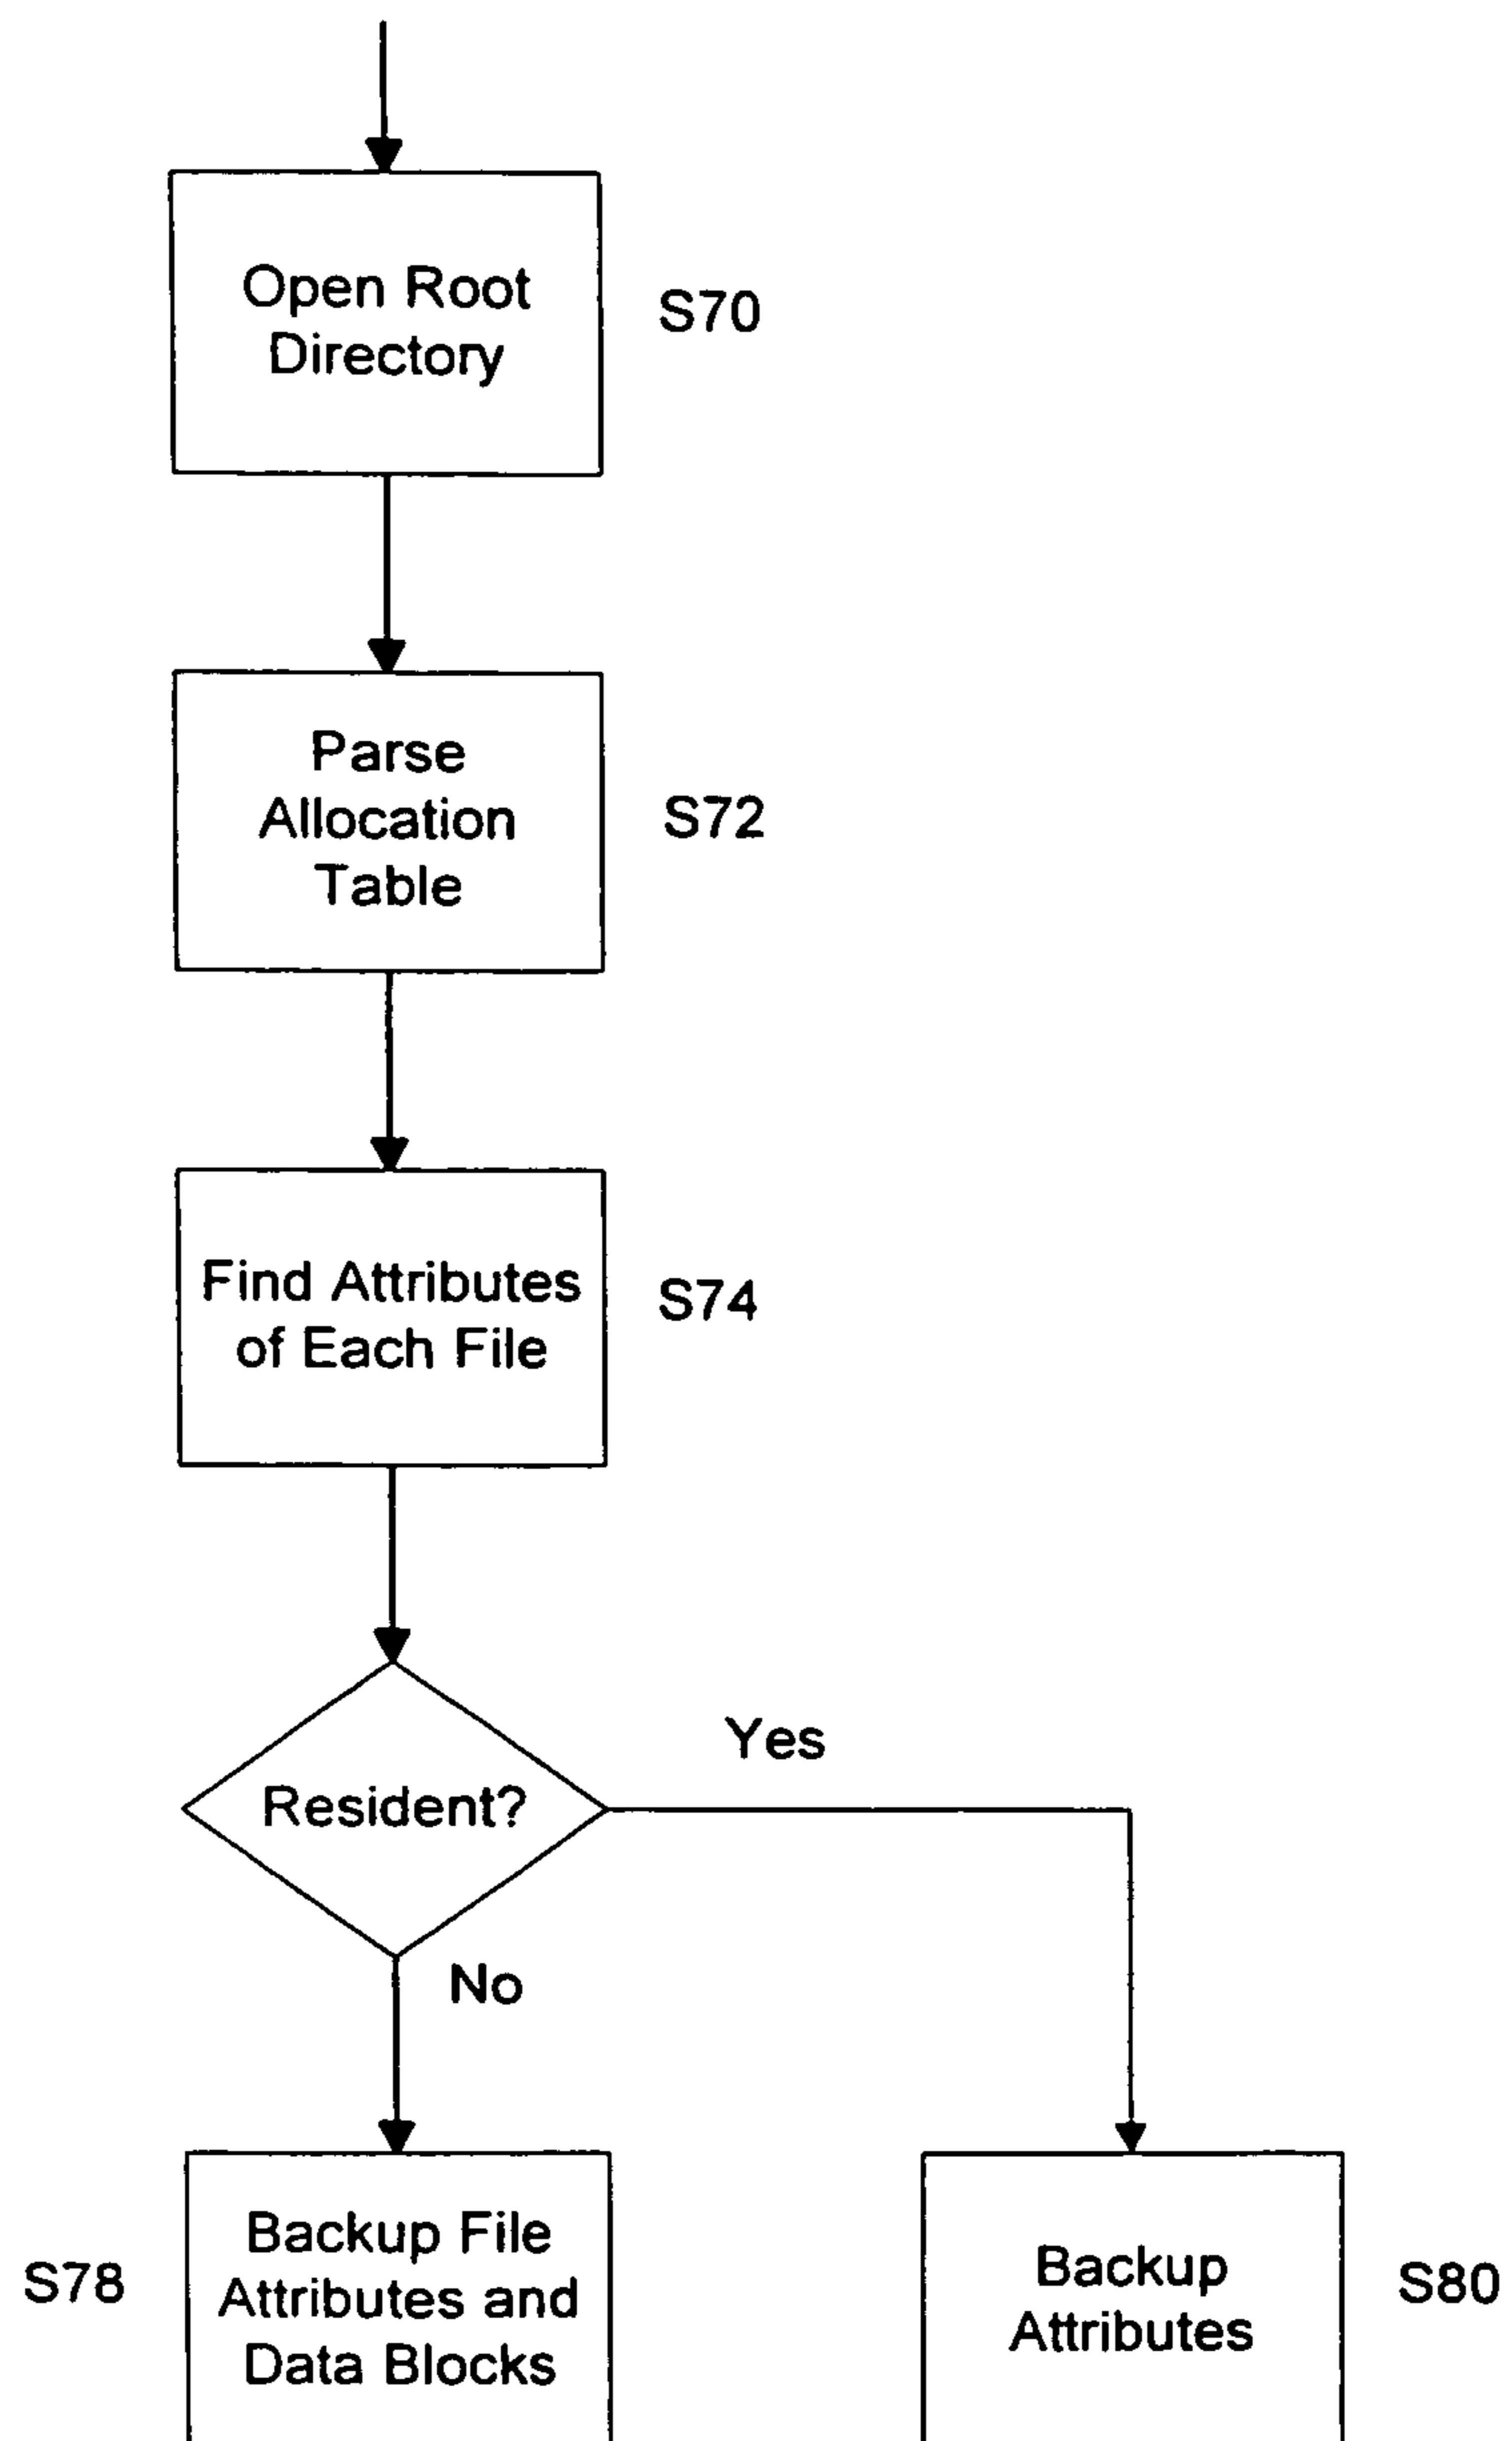 Open Root
Directory
S70
Parse
Allocation
Table
S72
Find Attributes
of Each File
S74
Resident?
Yes
No
S78
Backup File
Attributes and
Data Blocks
Backup
Attributes
S80